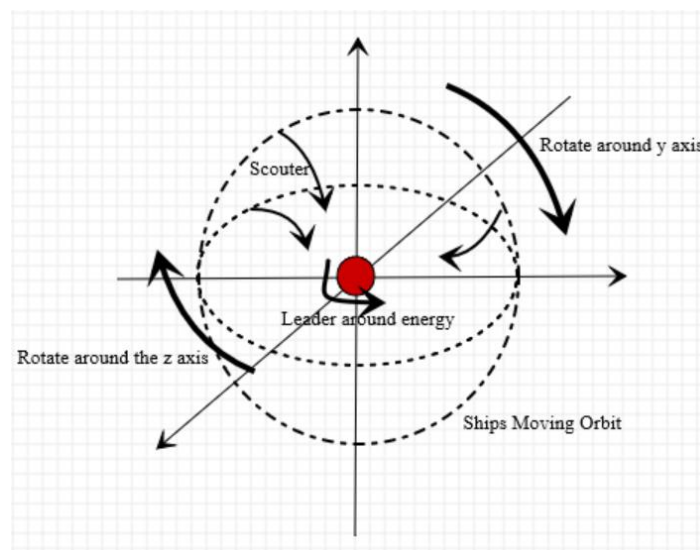 Rotate around y axis
Scouter
Leader around energy
Rotate around the z axis
Ships Moving Orbit